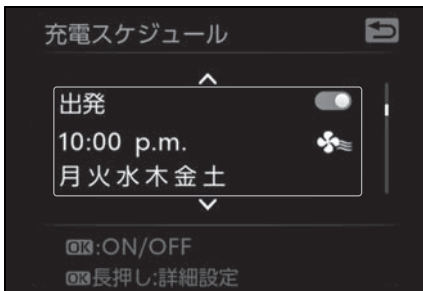 充電スケジュール
出発
10:00 p.m.
月火水木金土
OK:ON/OFF
OK長押し:詳細設定